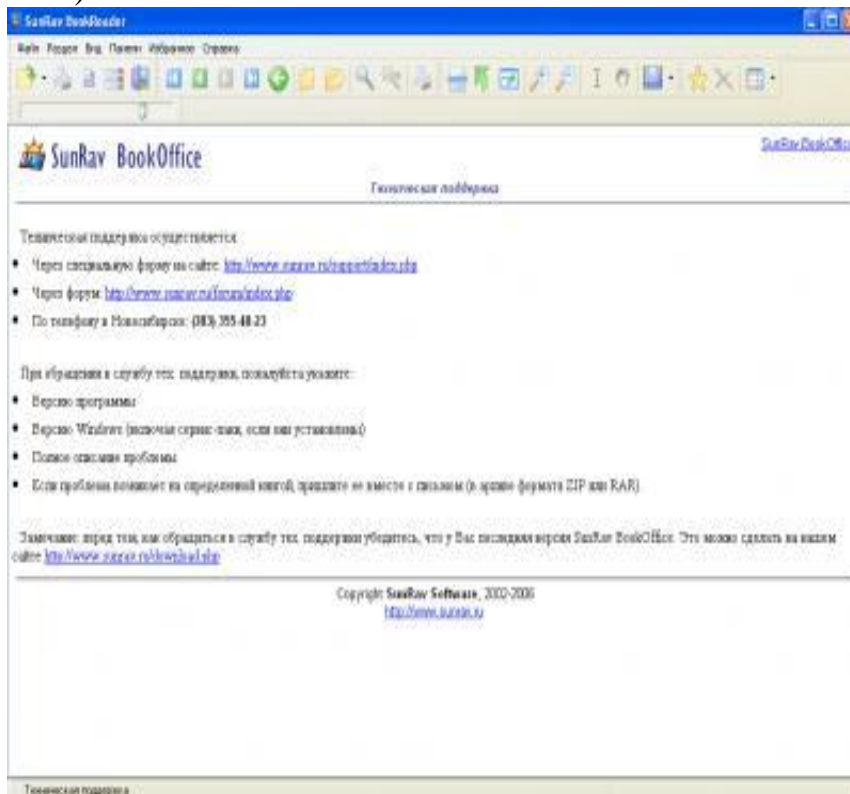 SunRav BookReader
Файл Раздел Вид Панели Избранное Справка
SunRav BookOffice
SunRav BookOffice
Техническая поддержка
Техническая поддержка осуществляется
Через специальную форму на сайте: http://www.sunrav.ru/support/index.php
Через форум: http://www.sunrav.ru/forum/index.php
По телефону в Новосибирске: (383) 355-48-23
При обращении в службу тех. поддержки, пожалуйста укажите:
Версию программы
Версию Windows (включая сервис-паки, если они установлены)
Полное описание проблемы
Если проблема возникает на определенной книгой, пришлите ее вместе с письмом (в архиве формата ZIP или RAR).
Замечание: перед тем, как обращаться в службу тех. поддержки убедитесь, что у Вас последняя версия SunRav BookOffice. Это можно сделать на нашем
сайте http://www.sunrav.ru/download.php
Copyright SunRav Software, 2002-2006
http://www.sunrav.ru
Техническая поддержка